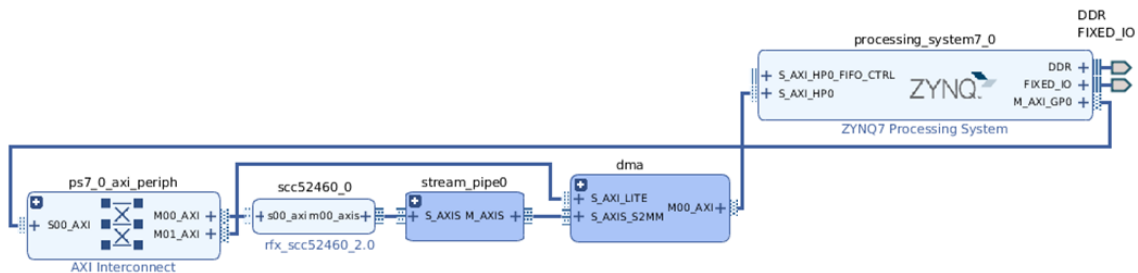 DDR
FIXED_IO
processing_system7_0
S_AXI_HP0_FIFO_CTRL
S_AXI_HP0
ZYNQ
DDR
FIXED_IO
M_AXI_GP0
ZYNQ7 Processing System
ps7_0_axi_periph
S00_AXI
M00_AXI
M01_AXI
AXI Interconnect
scc52460_0
s00_axi m00_axis
rfx_scc52460_2.0
stream_pipe0
S_AXIS M_AXIS
dma
S_AXI_LITE
S_AXIS_S2MM
M00_AXI